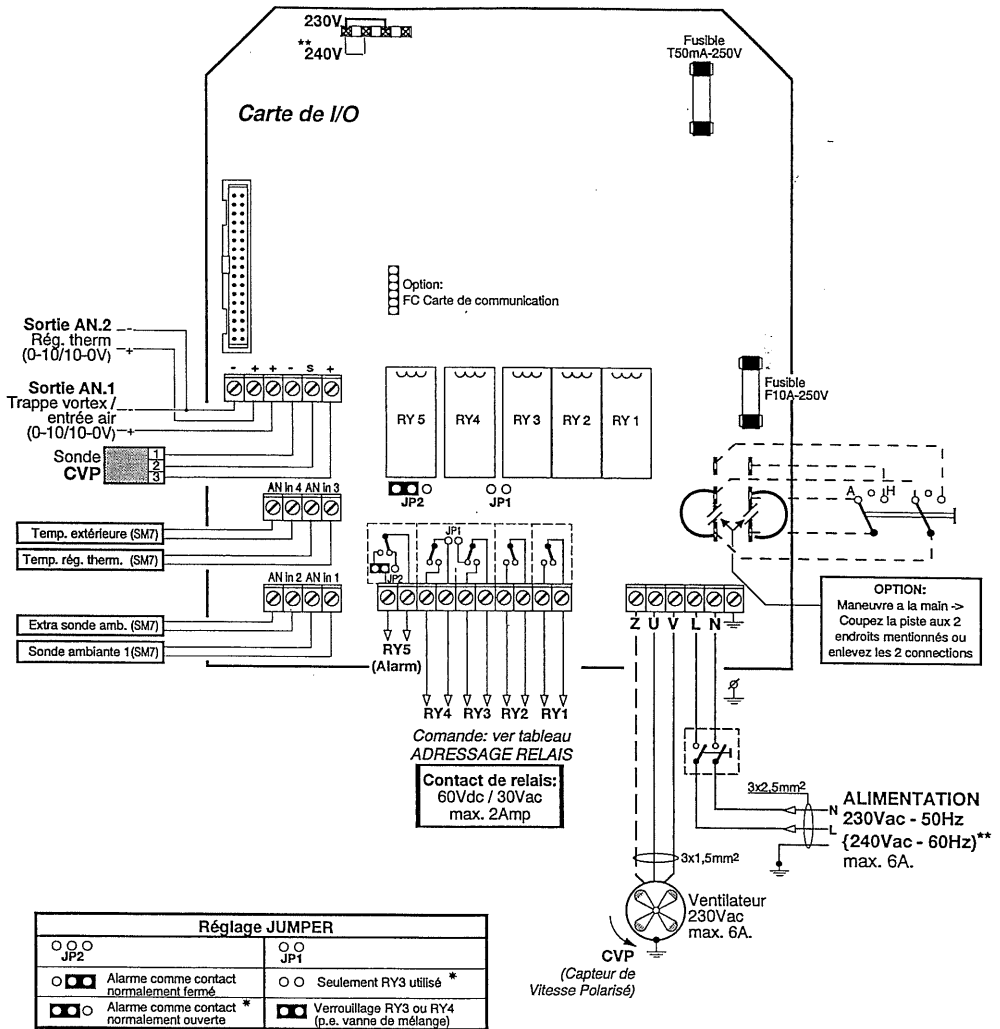 230V
**240V
Fusible
T50mA-250V
Carte de I/O
Option:
FC Carte de communication
Sortie AN.2 -
Rég. therm
(0-10/10-0V) +
Sortie AN.1
Trappe vortex / -
entrée air
(0-10/10-0V) +
- + + - s +
Sonde
CVP
1
2
3
RY 5
RY4
RY 3
RY 2
RY 1
Fusible
F10A-250V
JP2
JP1
A O H
O
AN in 4 AN in 3
Temp. extérieure (SM7)
Temp. rég. therm. (SM7)
JP1
JP2
AN in 2 AN in 1
Extra sonde amb. (SM7)
Sonde ambiante 1(SM7)
Z U V L N
OPTION:
Maneuvre a la main ->
Coupez la piste aux 2
endroits mentionnés ou
enlevez les 2 connections
RY5
(Alarm)
RY4 RY3 RY2 RY1
Comande: ver tableau
ADRESSAGE RELAIS
Contact de relais:
60Vdc / 30Vac
max. 2Amp
3x2,5mm²
N
L
ALIMENTATION
230Vac - 50Hz
{240Vac - 60Hz)**
max. 6A.
3x1,5mm²
Ventilateur
230Vac
max. 6A.
CVP
(Capteur de
Vitesse Polarisé)
Réglage JUMPER
JP2
JP1
Alarme comme contact
normalement fermé
Seulement RY3 utilisé *
Alarme comme contact *
normalement ouverte
Verrouillage RY3 ou RY4
(p.e. vanne de mélange)